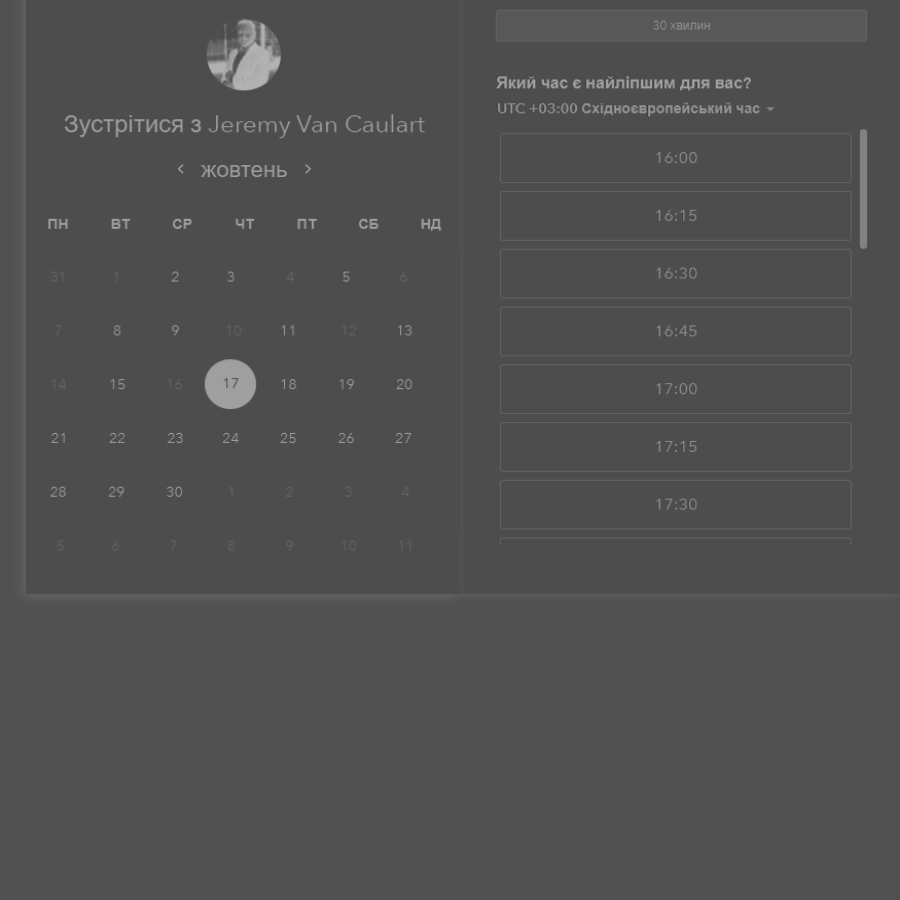 Зустрітися з Jeremy Van Caulart
жовтень
ПН ВТ СР ЧТ ПТ СБ НД
31 1 2 3 4 5 6
7 8 9 10 11 12 13
14 15 16 17 18 19 20
21 22 23 24 25 26 27
28 29 30 1 2 3 4
5 6 7 8 9 10 11
30 хвилин
Який час є найліпшим для вас?
UTC +03:00 Східноєвропейський час
16:00
16:15
16:30
16:45
17:00
17:15
17:30